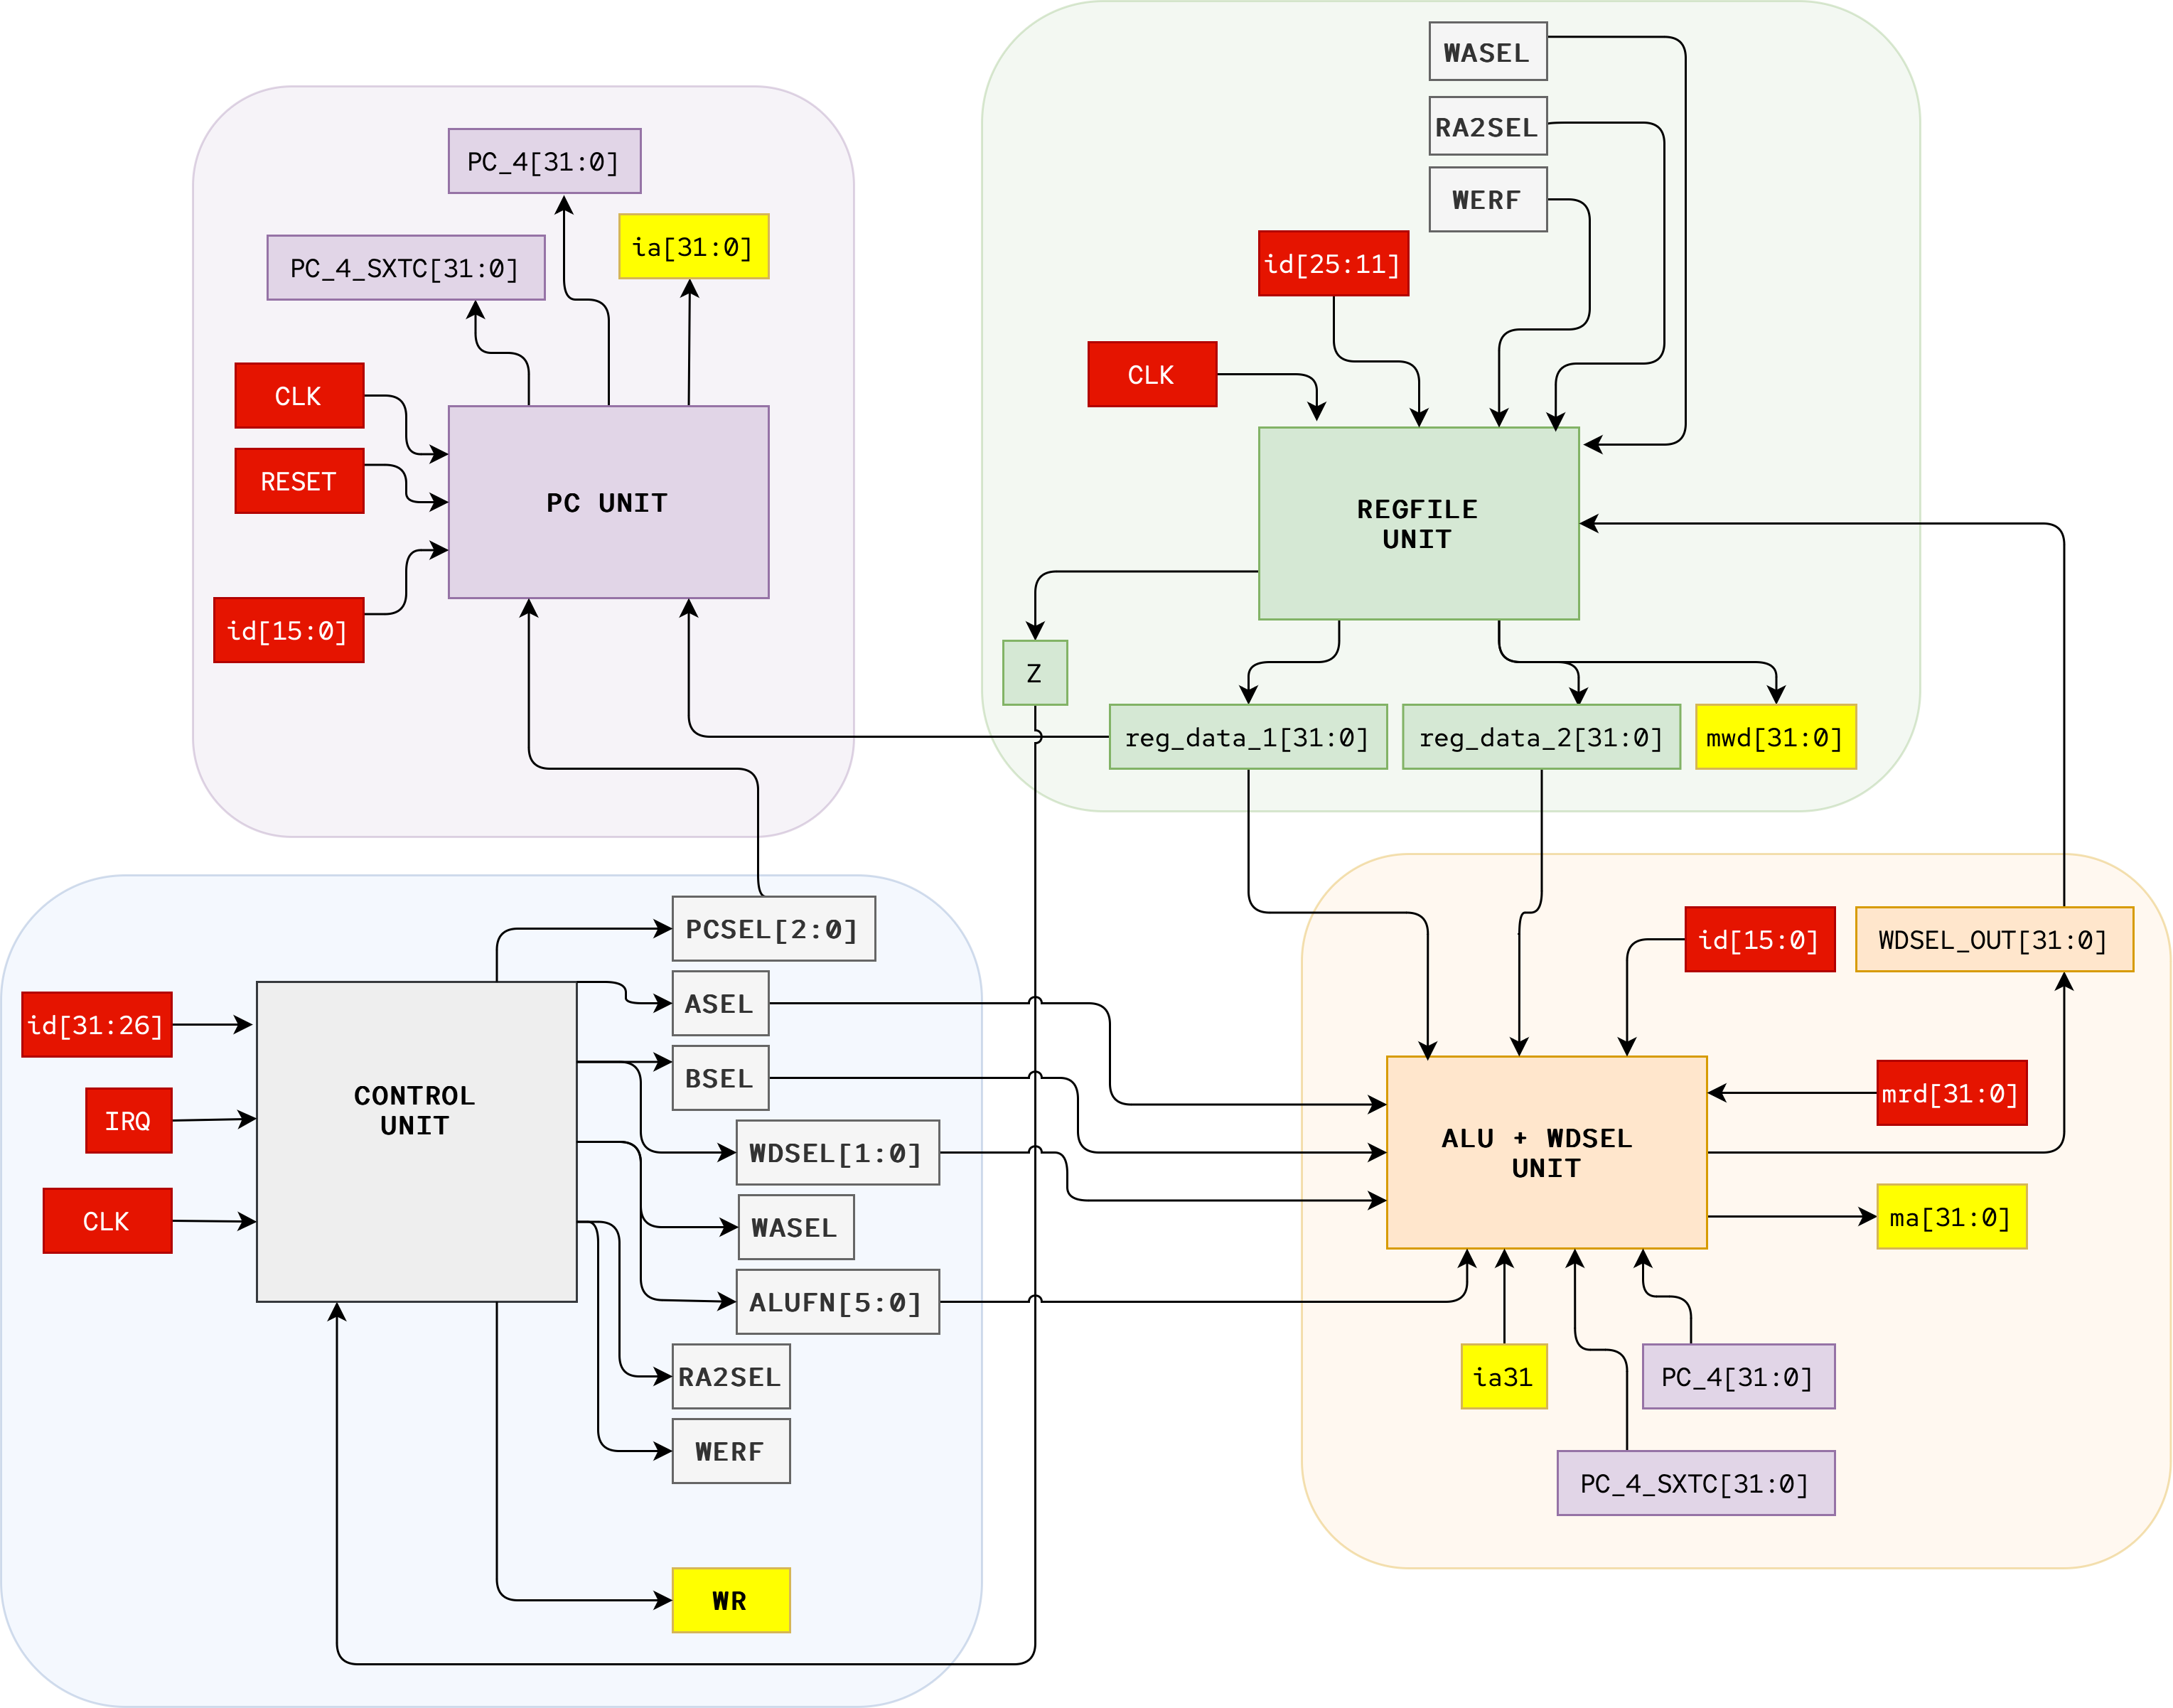 PC_4[31:0]
PC_4_SXTC[31:0]
ia[31:0]
CLK
RESET
id[15:0]
PC UNIT
WASEL
RA2SEL
WERF
id[25:11]
CLK
REGFILE
UNIT
Z
reg_data_1[31:0]
reg_data_2[31:0]
mwd[31:0]
id[31:26]
IRQ
CLK
CONTROL
UNIT
PCSEL[2:0]
ASEL
BSEL
WDSEL[1:0]
WASEL
ALUFN[5:0]
RA2SEL
WERF
WR
id[15:0]
WDSEL_OUT[31:0]
mrd[31:0]
ALU + WDSEL
UNIT
ma[31:0]
ia31
PC_4[31:0]
PC_4_SXTC[31:0]